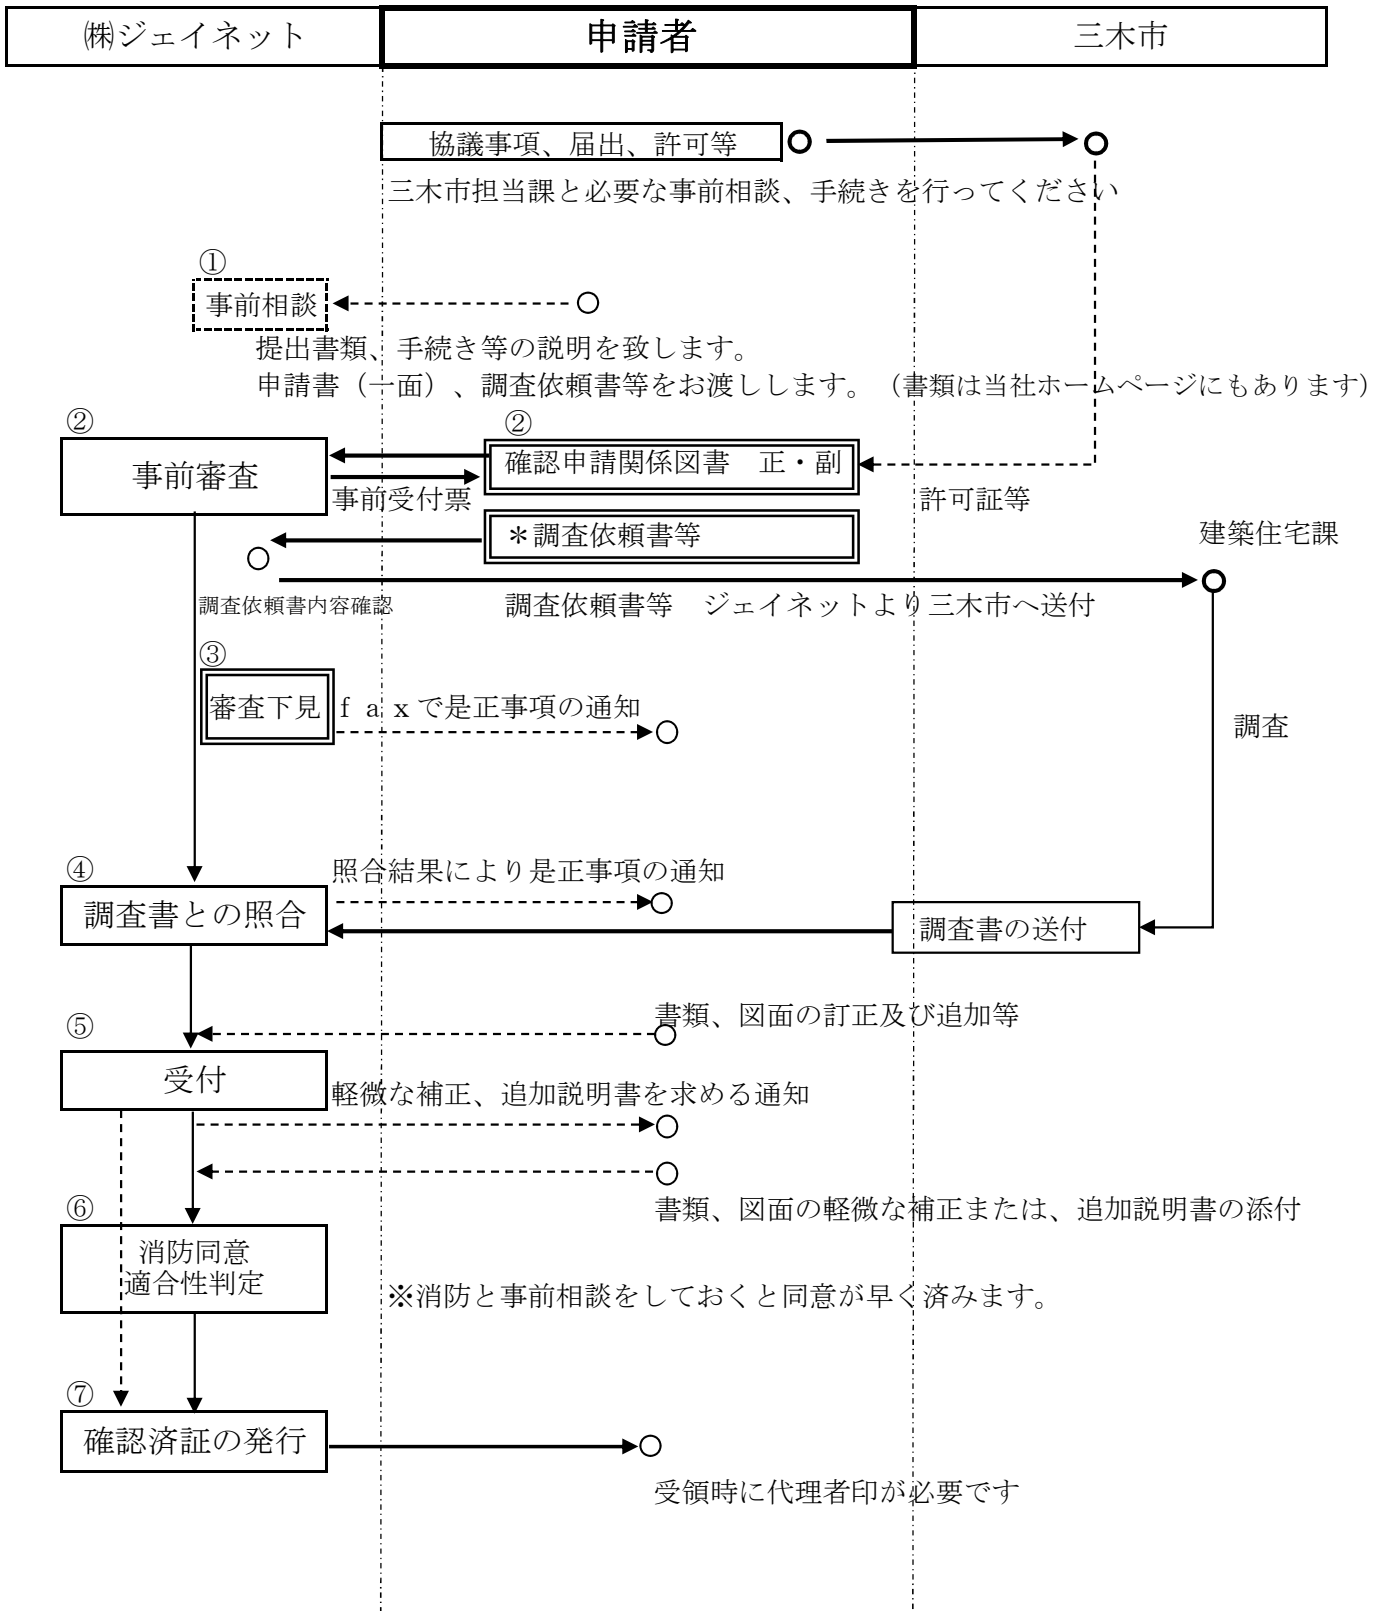 ㈱ジェイネット
申請者
三木市
協議事項、届出、許可等
三木市担当課と必要な事前相談、手続きを行ってください
①
事前相談
提出書類、手続き等の説明を致します。
申請書（一面）、調査依頼書等をお渡しします。（書類は当社ホームページにもあります）
②
②
事前審査
確認申請関係図書　正・副
事前受付票
許可証等
＊調査依頼書等
建築住宅課
調査依頼書内容確認
調査依頼書等　ジェイネットより三木市へ送付
③
審査下見
ｆａｘで是正事項の通知
調査
④
照合結果により是正事項の通知
調査書との照合
調査書の送付
書類、図面の訂正及び追加等
⑤
受付
軽微な補正、追加説明書を求める通知
⑥
書類、図面の軽微な補正または、追加説明書の添付
消防同意
適合性判定
※消防と事前相談をしておくと同意が早く済みます。
⑦
確認済証の発行
受領時に代理者印が必要です